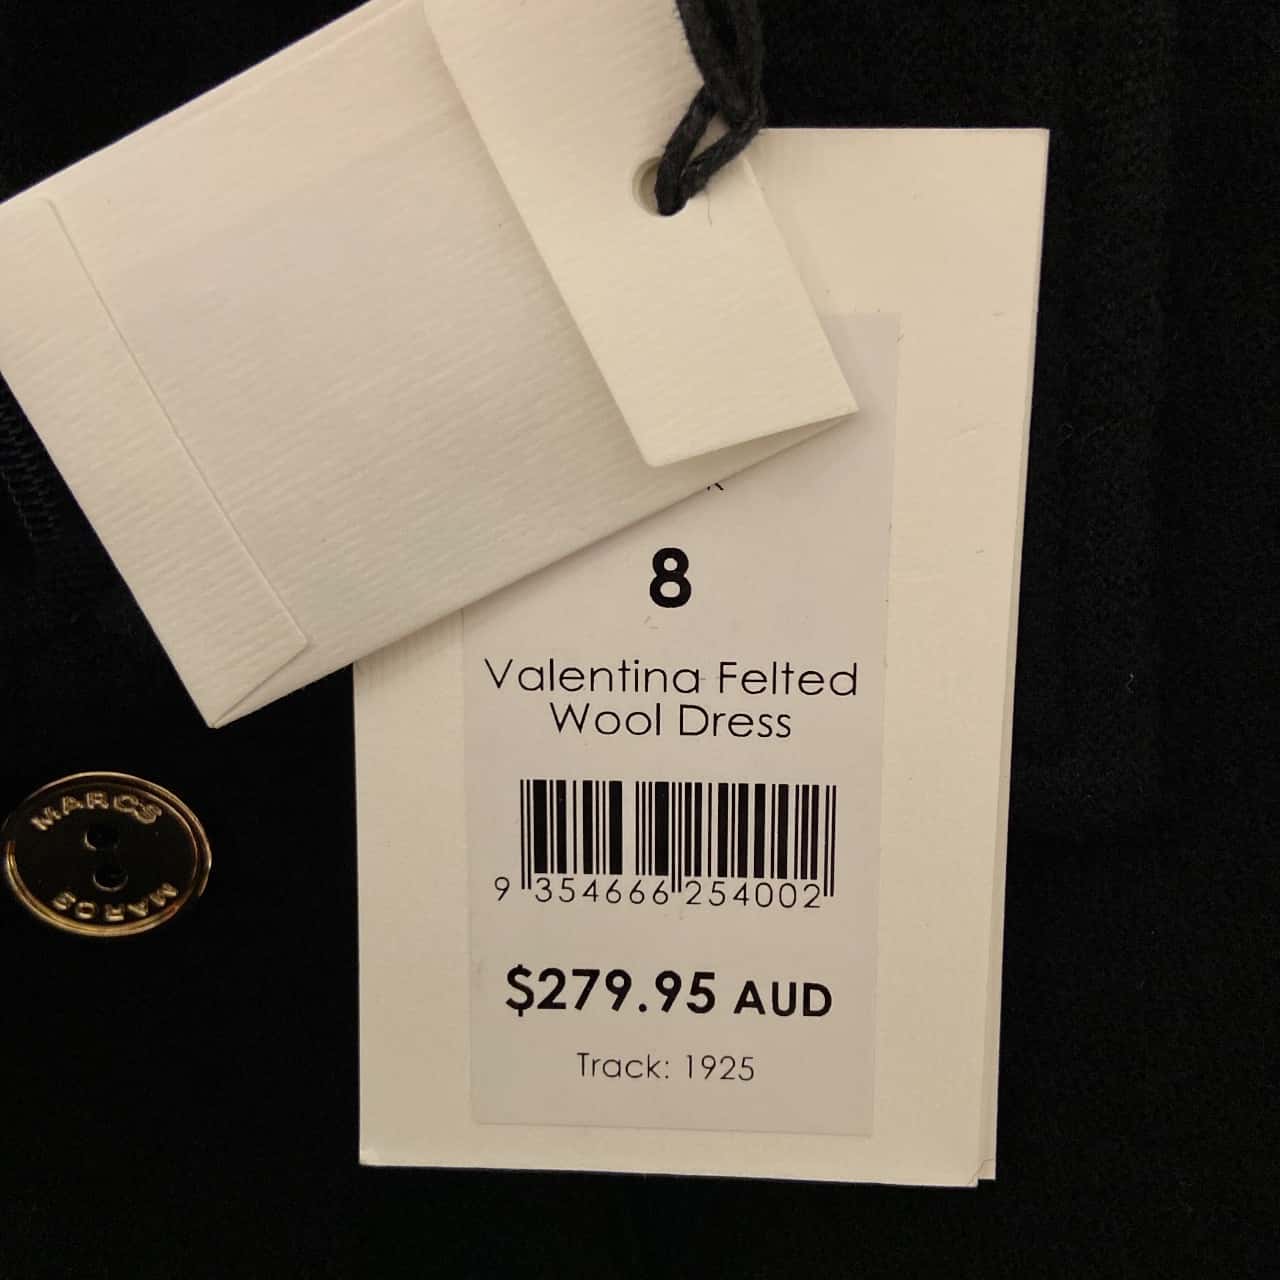 8
Valentina Felted
Wool Dress
9 354666 254002
$279.95 AUD
Track: 1925
MARCS
MARCS